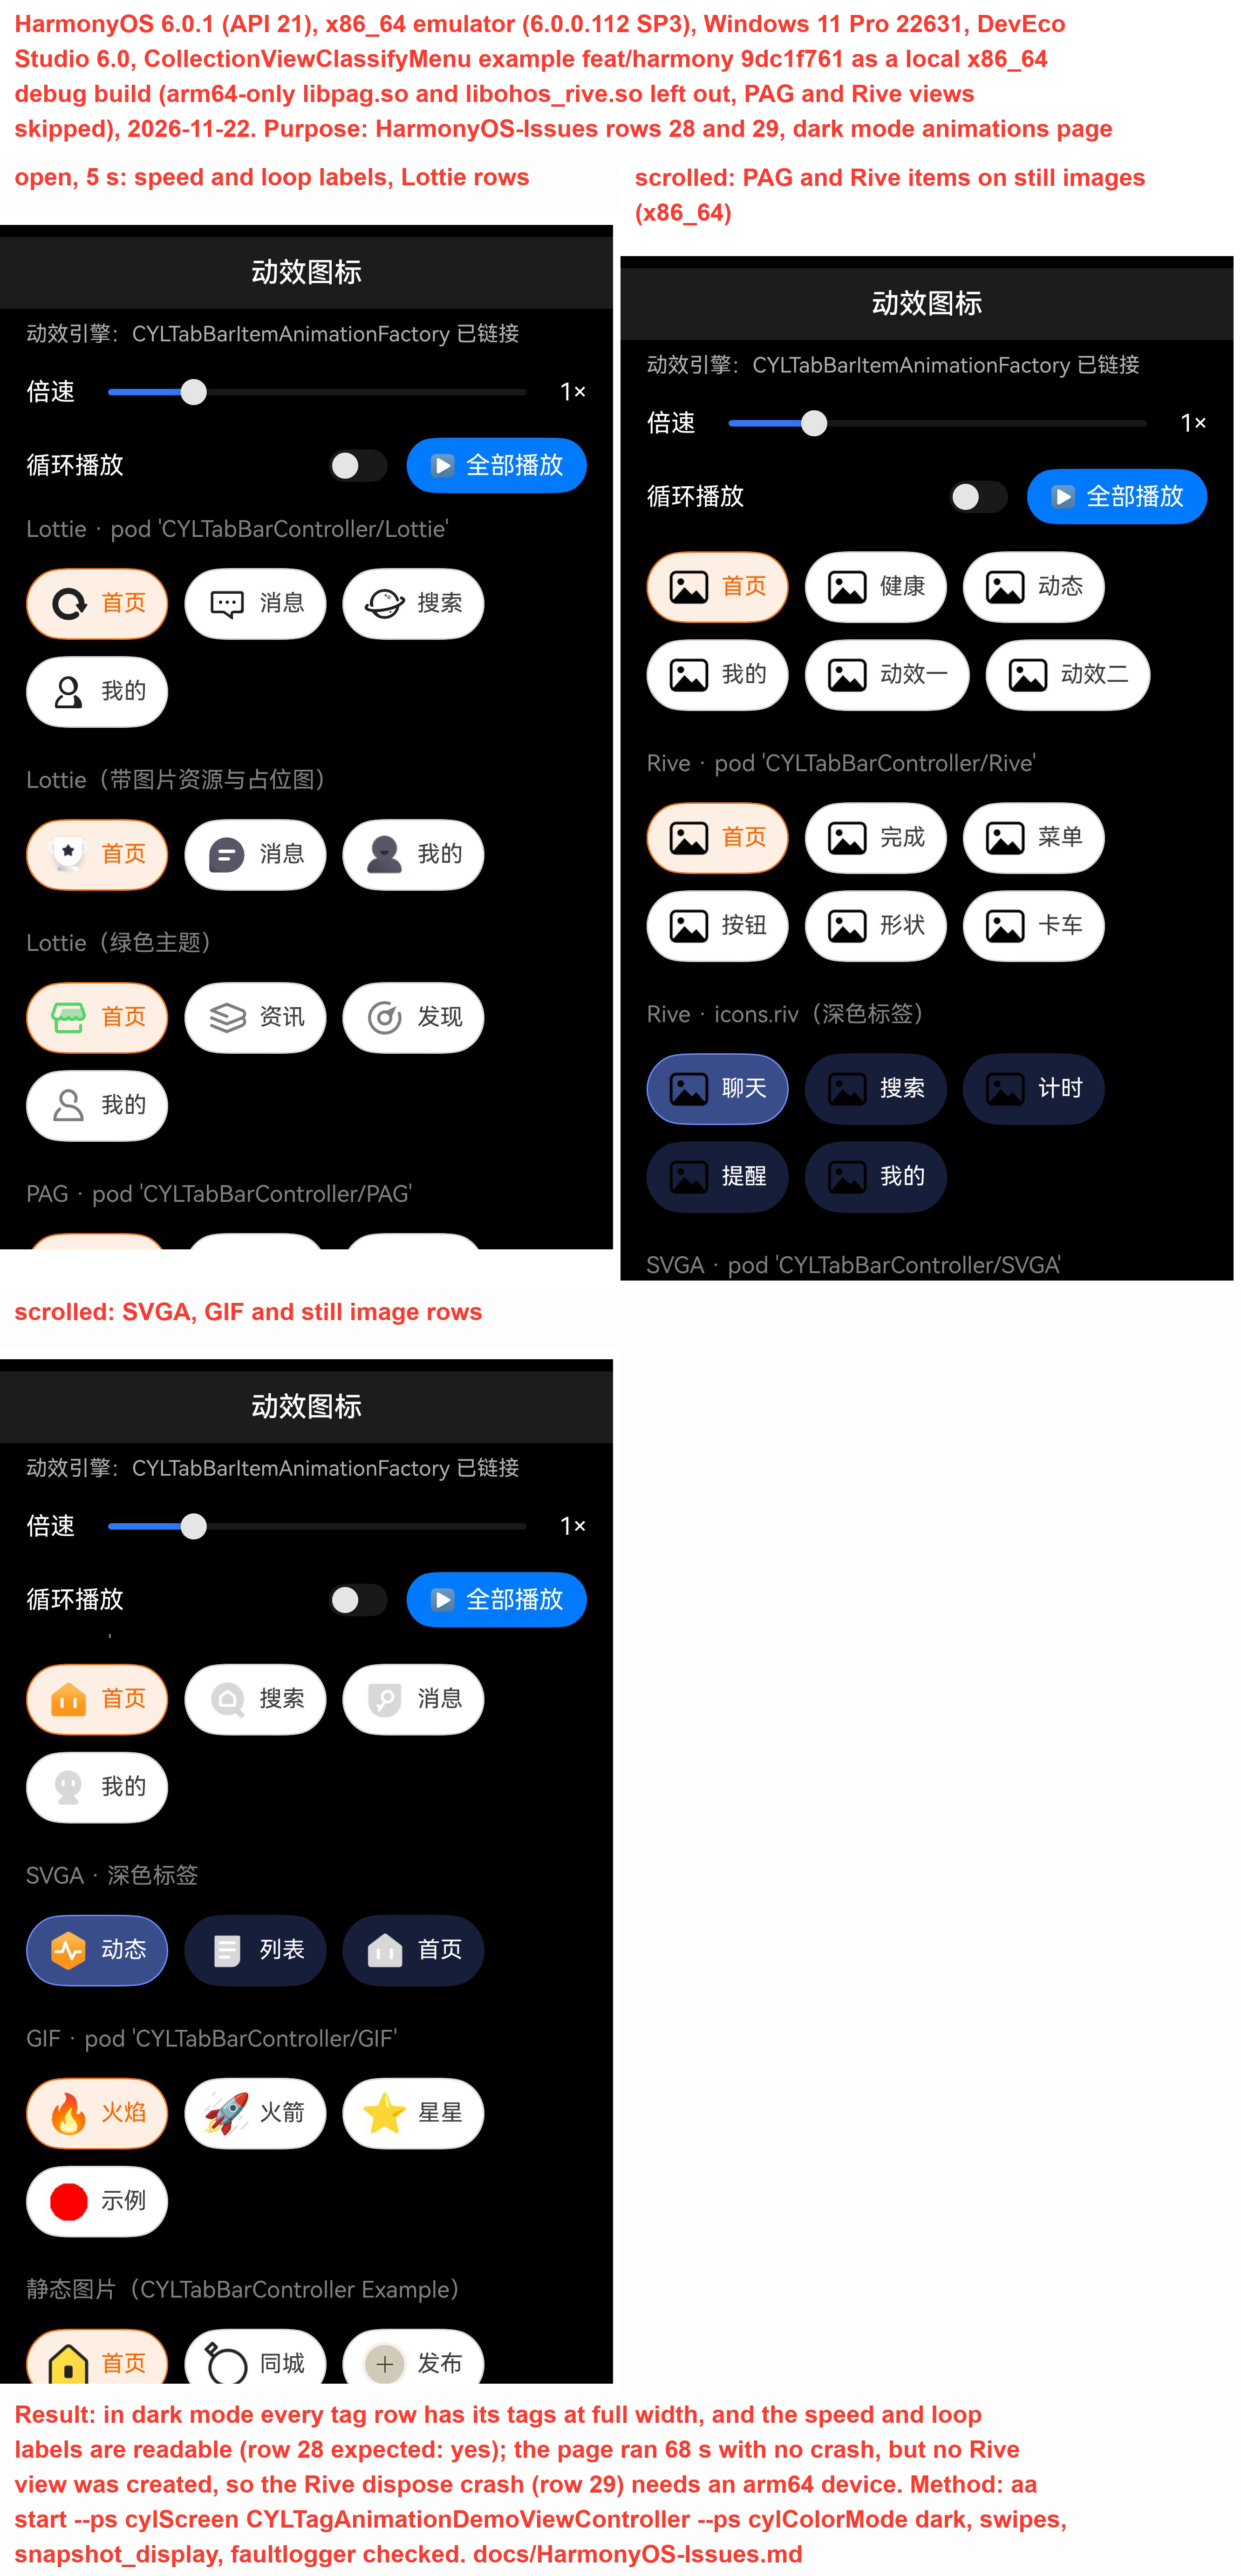 HarmonyOS 6.0.1 (API 21), x86_64 emulator (6.0.0.112 SP3), Windows 11 Pro 22631, DevEco
Studio 6.0, CollectionViewClassifyMenu example feat/harmony 9dc1f761 as a local x86_64
debug build (arm64-only libpag.so and libohos_rive.so left out, PAG and Rive views
skipped), 2026-11-22. Purpose: HarmonyOS-Issues rows 28 and 29, dark mode animations page
open, 5 s: speed and loop labels, Lottie rows
动效图标
动效引擎：CYLTabBarItemAnimationFactory 已链接
倍速 1×
循环播放 全部播放
Lottie · pod 'CYLTabBarController/Lottie'
首页 消息 搜索
我的
Lottie（带图片资源与占位图）
首页 消息 我的
Lottie（绿色主题）
首页 资讯 发现
我的
PAG · pod 'CYLTabBarController/PAG'
scrolled: PAG and Rive items on still images
(x86_64)
动效图标
动效引擎：CYLTabBarItemAnimationFactory 已链接
倍速 1×
循环播放 全部播放
首页 健康 动态
我的 动效一 动效二
Rive · pod 'CYLTabBarController/Rive'
首页 完成 菜单
按钮 形状 卡车
Rive · icons.riv（深色标签）
聊天 搜索 计时
提醒 我的
SVGA · pod 'CYLTabBarController/SVGA'
scrolled: SVGA, GIF and still image rows
动效图标
动效引擎：CYLTabBarItemAnimationFactory 已链接
倍速 1×
循环播放 全部播放
首页 搜索 消息
我的
SVGA · 深色标签
动态 列表 首页
GIF · pod 'CYLTabBarController/GIF'
火焰 火箭 星星
示例
静态图片（CYLTabBarController Example）
首页 同城 发布
Result: in dark mode every tag row has its tags at full width, and the speed and loop
labels are readable (row 28 expected: yes); the page ran 68 s with no crash, but no Rive
view was created, so the Rive dispose crash (row 29) needs an arm64 device. Method: aa
start --ps cylScreen CYLTagAnimationDemoViewController --ps cylColorMode dark, swipes,
snapshot_display, faultlogger checked. docs/HarmonyOS-Issues.md